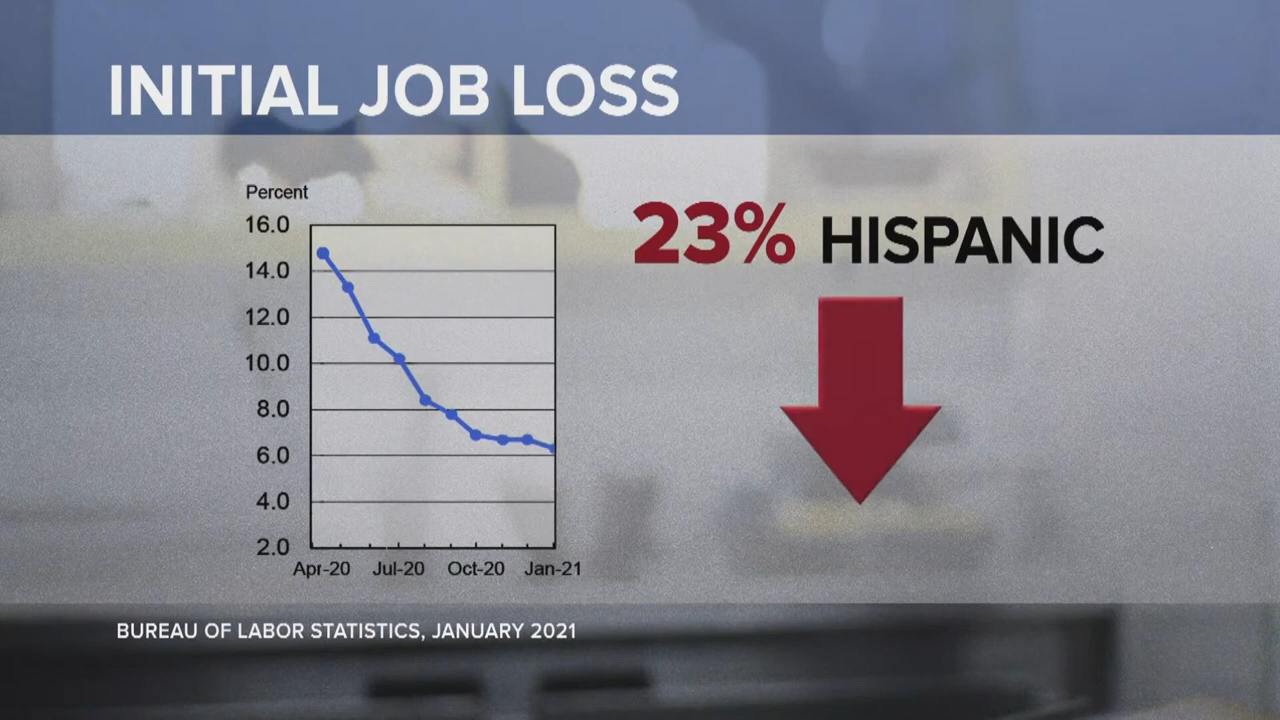 INITIAL JOB LOSS
Percent
16.0
14.0
12.0
10.0
8.0
6.0
4.0
2.0
Apr-20 Jul-20 Oct-20 Jan-21
23% HISPANIC
BUREAU OF LABOR STATISTICS, JANUARY 2021